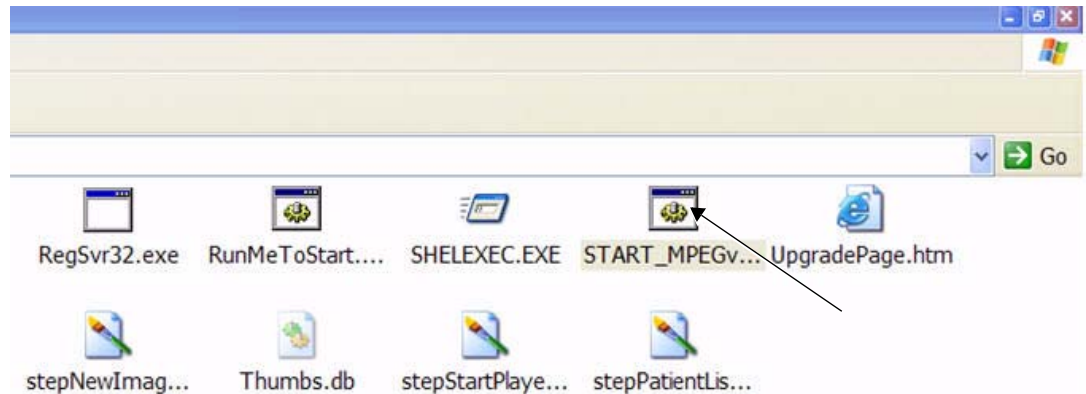 Go
RegSvr32.exe RunMeToStart.... SHELEXEC.EXE START_MPEGv... UpgradePage.htm
stepNewImag... Thumbs.db stepStartPlaye... stepPatientLis...